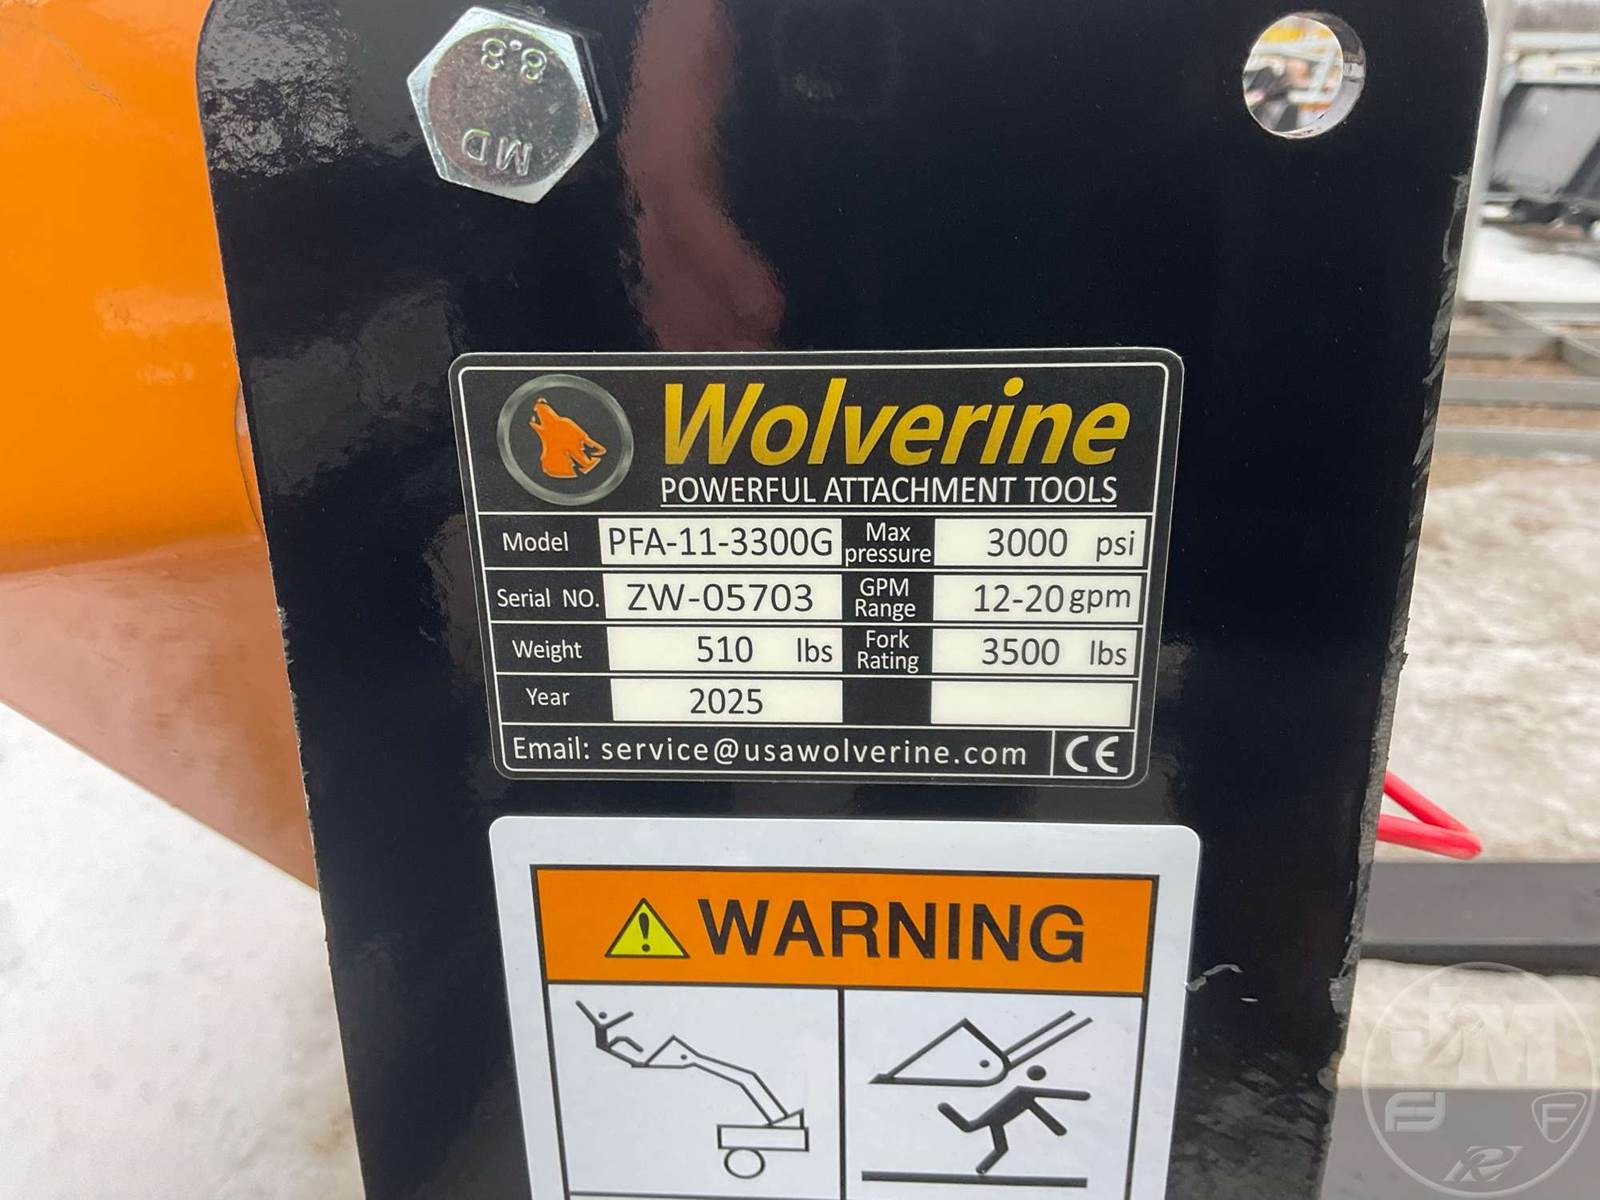 8.8
MD
Wolverine
POWERFUL ATTACHMENT TOOLS
Model PFA-11-3300G Max pressure 3000 psi
Serial NO. ZW-05703 GPM Range 12-20 gpm
Weight 510 lbs Fork Rating 3500 lbs
Year 2025
Email: service@usawolverine.com CE
WARNING
JM